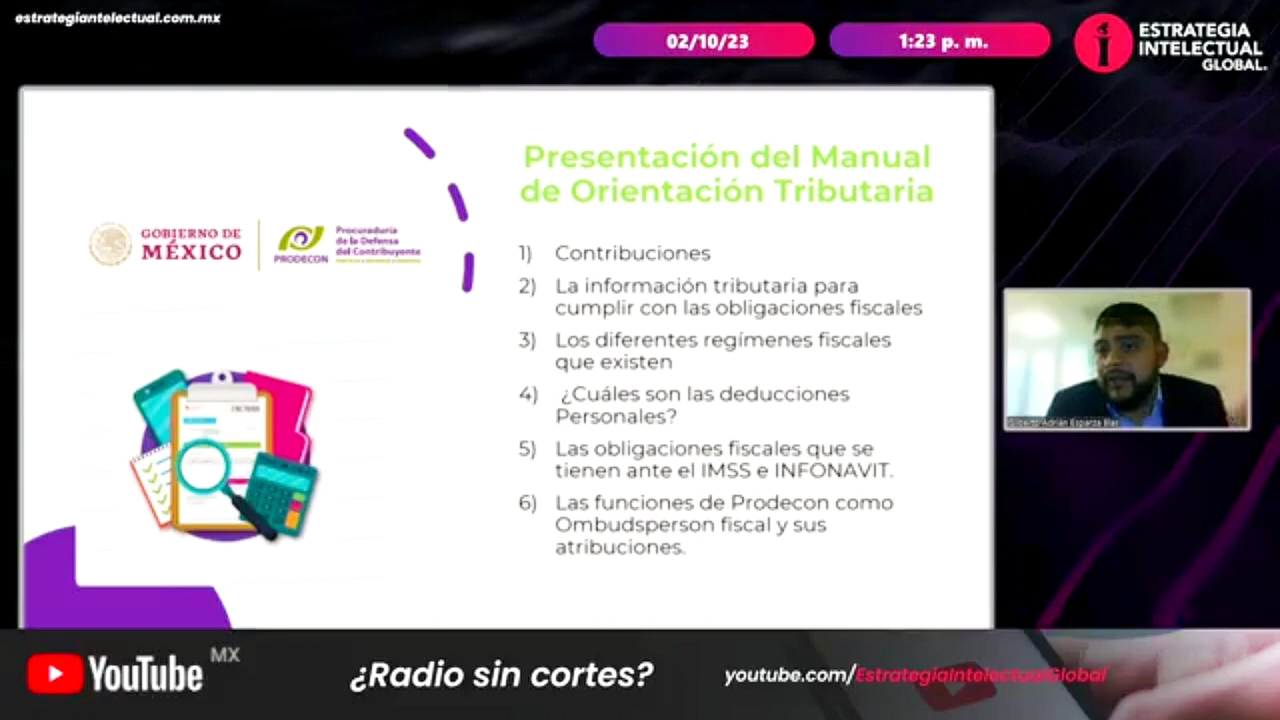 estrategiantelectual.com.mx
02/10/23
1:23 p. m.
ESTRATEGIA
INTELECTUAL
GLOBAL.
Presentación del Manual
de Orientación Tributaria
GOBIERNO DE
MÉXICO
PRODECON
Procuraduría
de la Defensa
del Contribuyente
1) Contribuciones
2) La información tributaria para
cumplir con las obligaciones fiscales
3) Los diferentes regímenes fiscales
que existen
4) ¿Cuáles son las deducciones
Personales?
5) Las obligaciones fiscales que se
tienen ante el IMSS e INFONAVIT.
6) Las funciones de Prodecon como
Ombudsperson fiscal y sus
atribuciones.
Adrián Esparza
YouTube MX
¿Radio sin cortes?
youtube.com/EstrategiaIntelectualGlobal